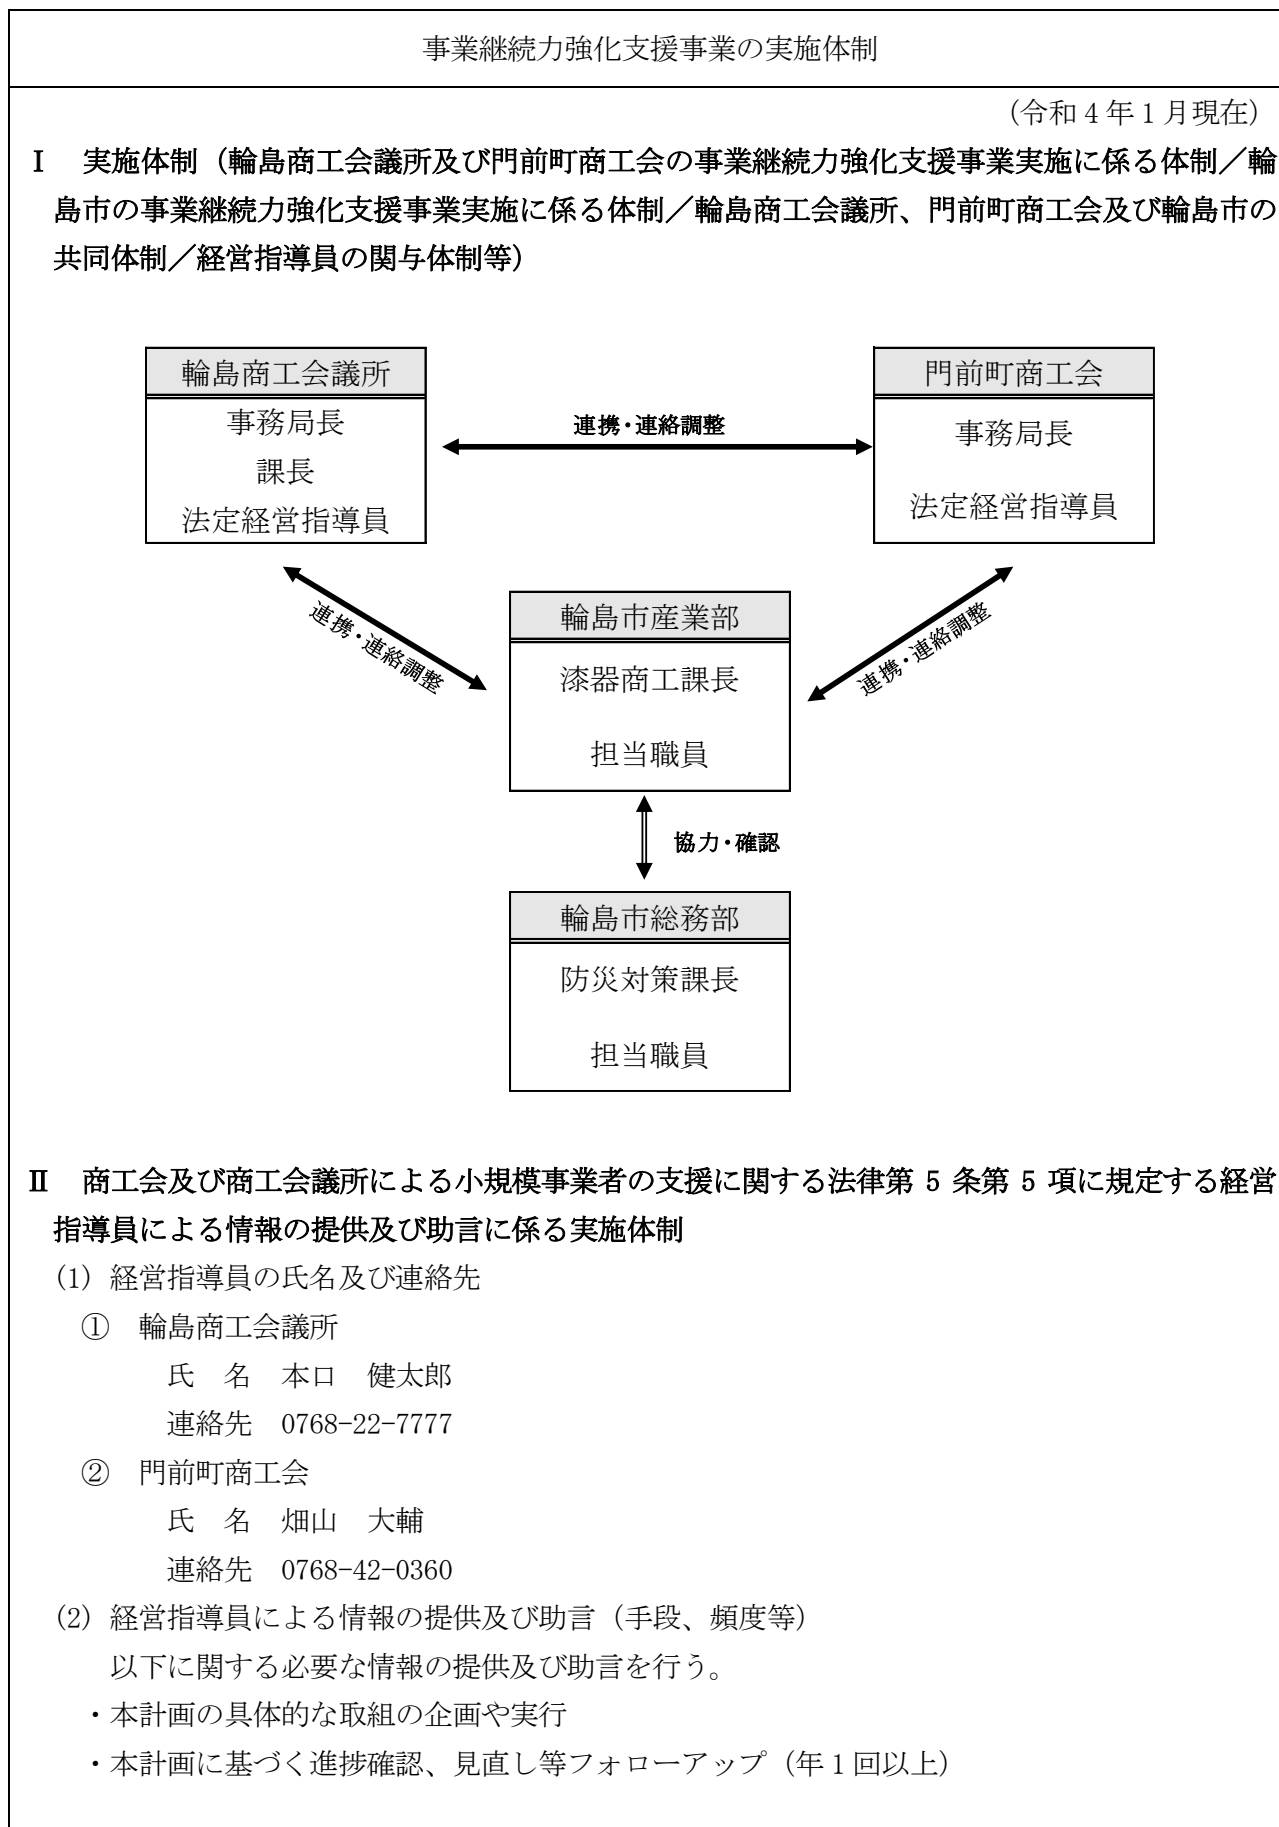 事業継続力強化支援事業の実施体制
（令和４年１月現在）
Ⅰ　実施体制（輪島商工会議所及び門前町商工会の事業継続力強化支援事業実施に係る体制／輪
島市の事業継続力強化支援事業実施に係る体制／輪島商工会議所、門前町商工会及び輪島市の
共同体制／経営指導員の関与体制等）
輪島商工会議所
事務局長
課長
法定経営指導員
連携・連絡調整
門前町商工会
事務局長
法定経営指導員
連携・連絡調整
輪島市産業部
漆器商工課長
担当職員
連携・連絡調整
協力・確認
輪島市総務部
防災対策課長
担当職員
Ⅱ　商工会及び商工会議所による小規模事業者の支援に関する法律第 5 条第 5 項に規定する経営
指導員による情報の提供及び助言に係る実施体制
(1) 経営指導員の氏名及び連絡先
①　輪島商工会議所
氏　名　本口　健太郎
連絡先　0768-22-7777
②　門前町商工会
氏　名　畑山　大輔
連絡先　0768-42-0360
(2) 経営指導員による情報の提供及び助言（手段、頻度等）
以下に関する必要な情報の提供及び助言を行う。
・本計画の具体的な取組の企画や実行
・本計画に基づく進捗確認、見直し等フォローアップ（年１回以上）